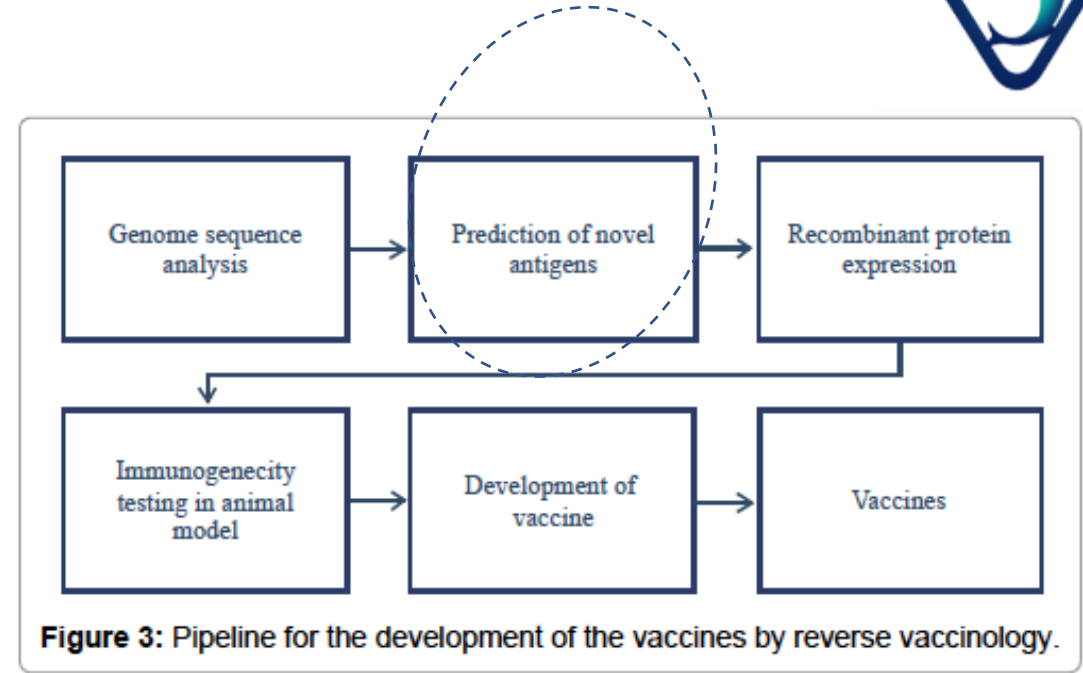 Genome sequence
analysis
Prediction of novel
antigens
Recombinant protein
expression
Immunogenecity
testing in animal
model
Development of
vaccine
Vaccines
Figure 3: Pipeline for the development of the vaccines by reverse vaccinology.